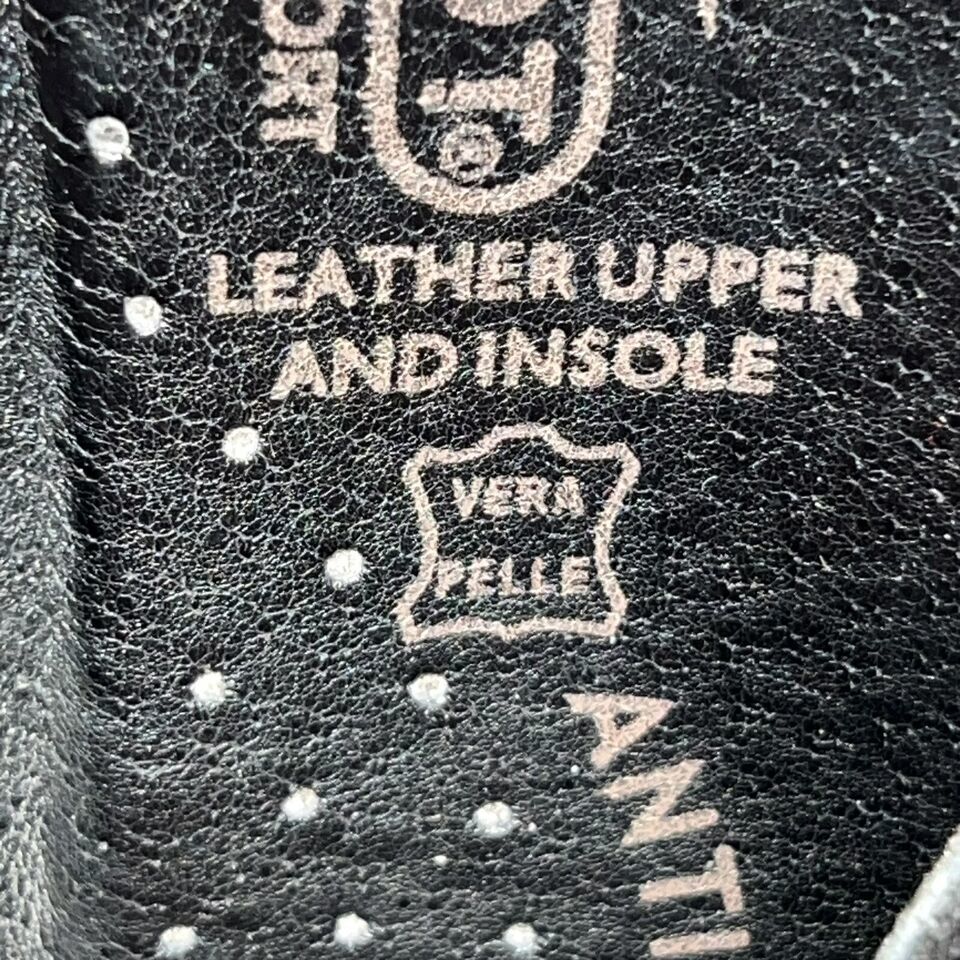 LEATHER UPPER
AND INSOLE
VERA
PELLE
ANTI